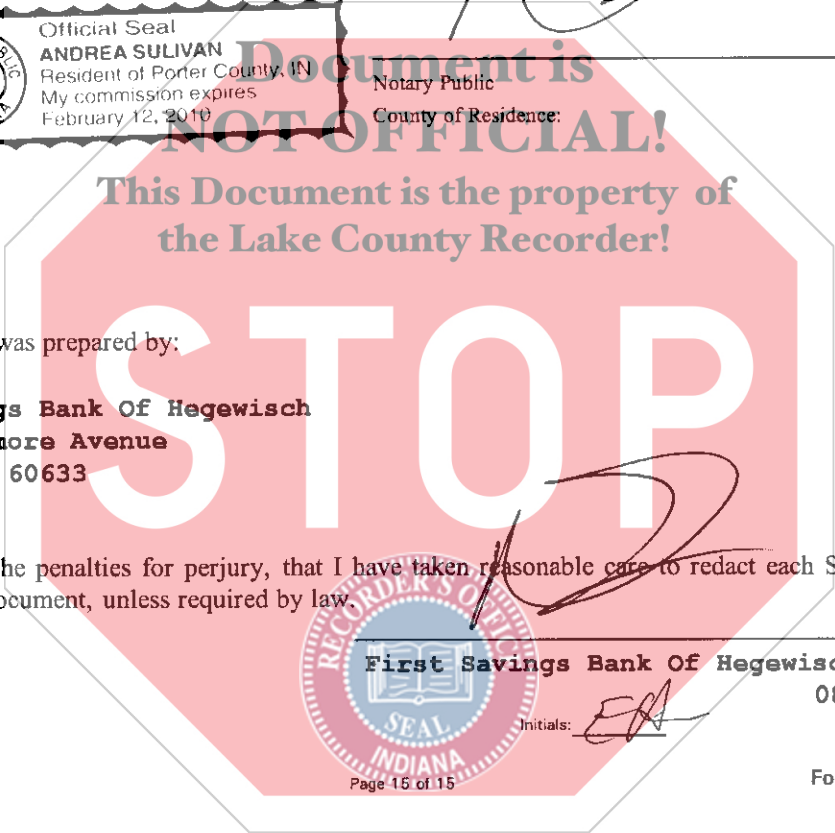 Official Seal
ANDREA SULIVAN
Resident of Porter County, IN
My commission expires
February 12, 2010
Notary Public
County of Residence:
Document is
NOT OFFICIAL!
This Document is the property of
the Lake County Recorder!
STOP
was prepared by:
gs Bank Of Hegewisch
more Avenue
60633
he penalties for perjury, that I have taken reasonable care to redact each S
ocument, unless required by law.
RECORDER'S OFFIC
SEAL
INDIANA
First Savings Bank Of Hegewisc
08
Initials:
Page 15 of 15
Fo